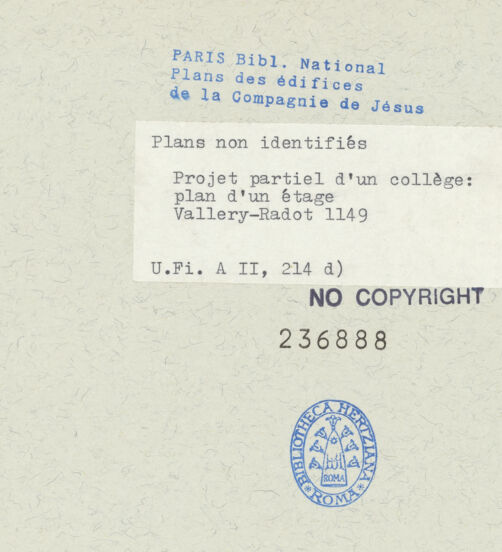 PARIS Bibl. National
Plans des édifices
de la Compagnie de Jésus
Plans non identifiés
Projet partiel d'un collège:
plan d'un étage
Vallery-Radot 1149
U.Fi. A II, 214 d)
NO COPYRIGHT
236888
BIBLIOTHECA HERTZIANA
ROMA
ROMA